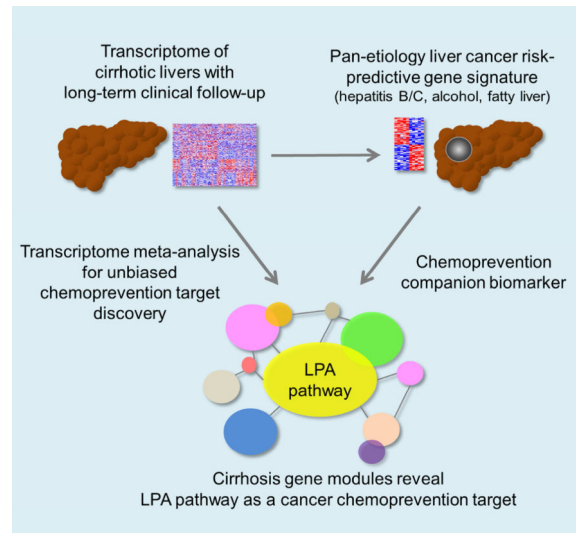 Transcriptome of
cirrhotic livers with
long-term clinical follow-up
Pan-etiology liver cancer risk-
predictive gene signature
(hepatitis B/C, alcohol, fatty liver)
Transcriptome meta-analysis
for unbiased
chemoprevention target
discovery
Chemoprevention
companion biomarker
LPA
pathway
Cirrhosis gene modules reveal
LPA pathway as a cancer chemoprevention target